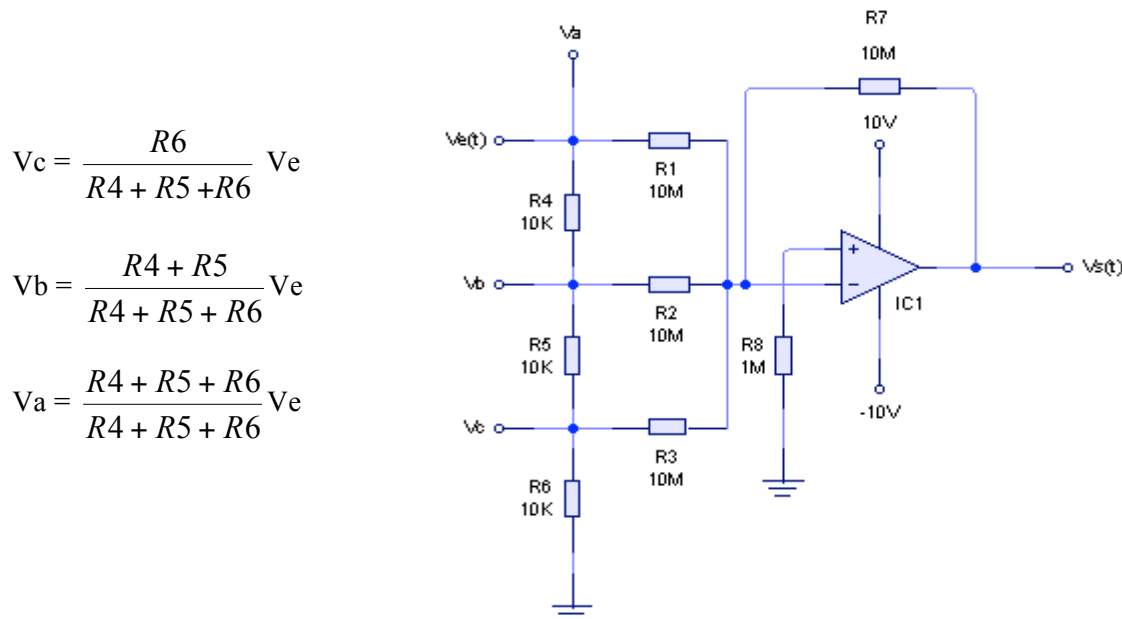 Vc = R6 / (R4 + R5 + R6) Ve
Vb = (R4 + R5) / (R4 + R5 + R6) Ve
Va = (R4 + R5 + R6) / (R4 + R5 + R6) Ve
Va
R7
10M
Ve(t)
R1
10M
10V
R4
10K
Vb
R2
10M
+
−
IC1
Vs(t)
R5
10K
R8
1M
-10V
Vc
R3
10M
R6
10K